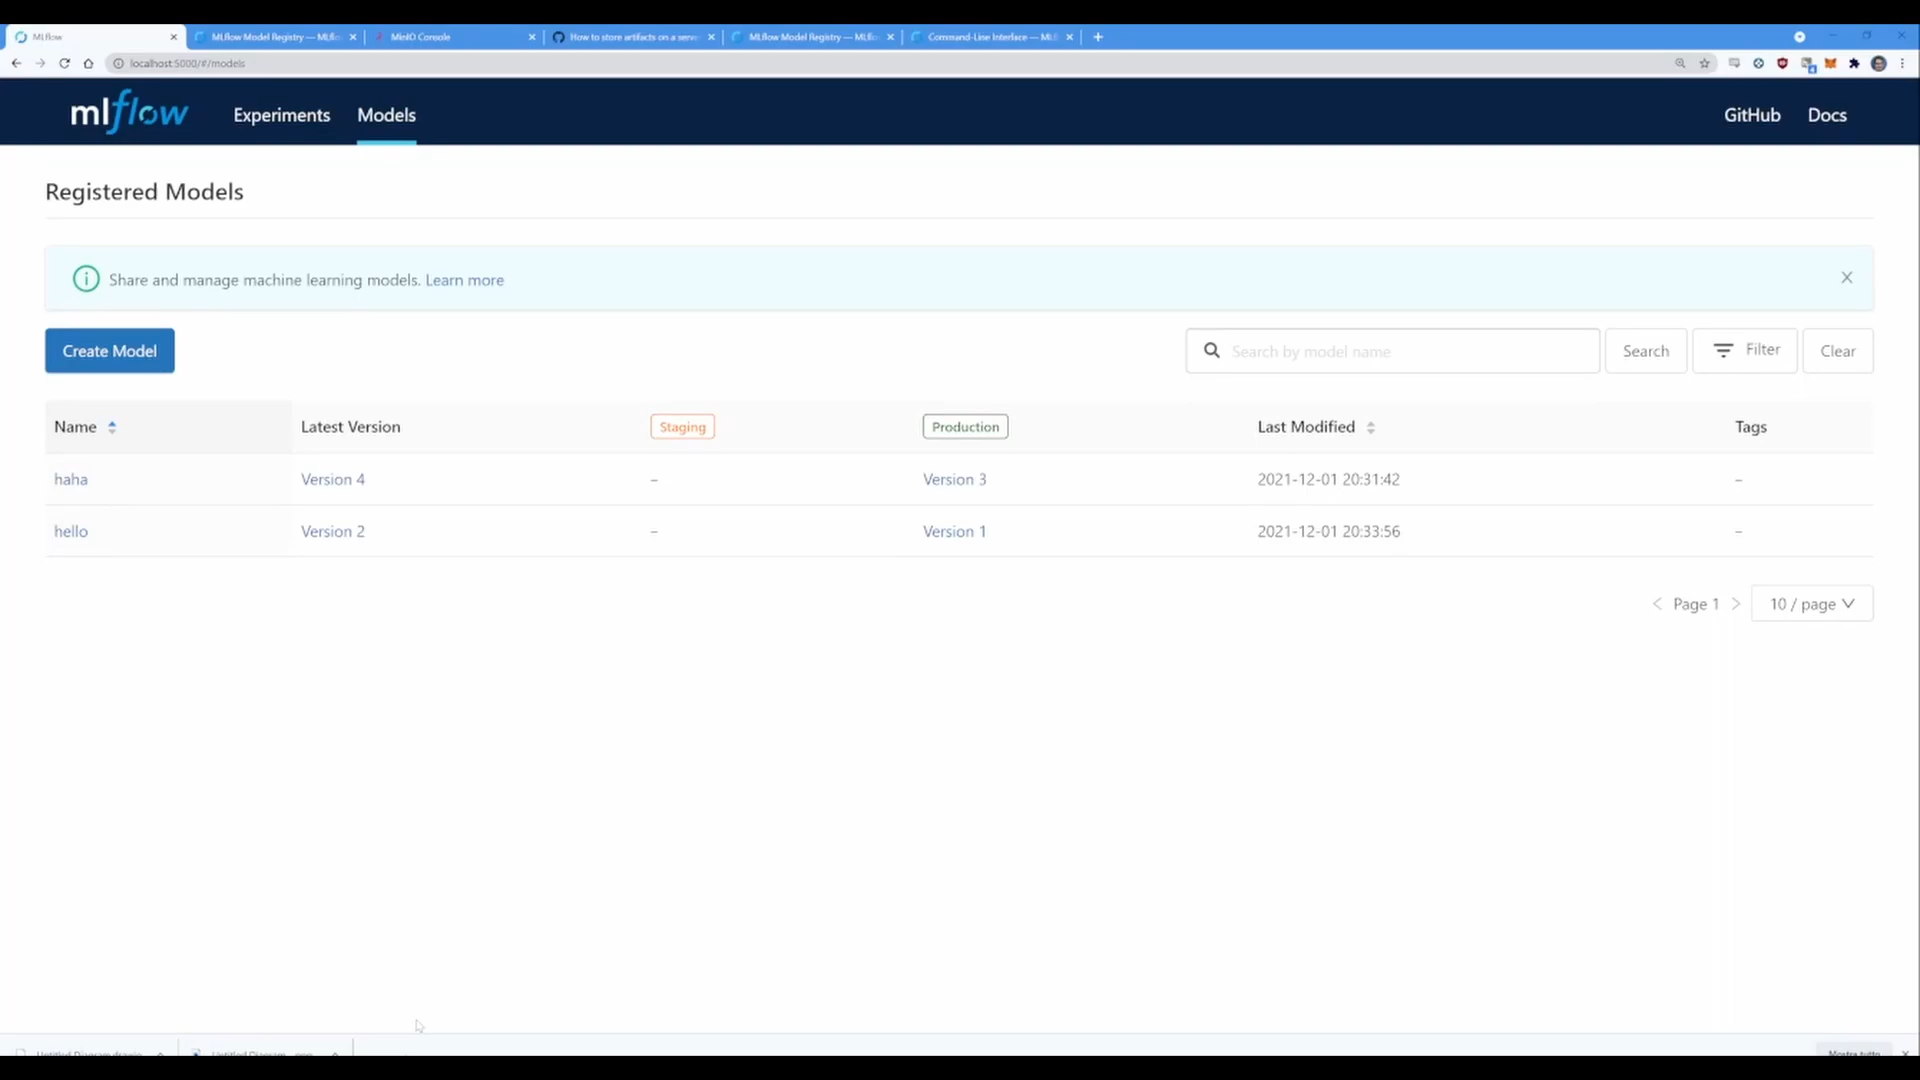 MLflow
MLflow Model Registry — MLflo
MinIO Console
How to store artifacts on a serve
MLflow Model Registry — MLflo
Command-Line Interface — MLf
localhost:5000/#/models
mlflow
Experiments
Models
GitHub
Docs
Registered Models
Share and manage machine learning models. Learn more
Create Model
Search by model name
Search
Filter
Clear
Name
Latest Version
Staging
Production
Last Modified
Tags
haha
Version 4
–
Version 3
2021-12-01 20:31:42
–
hello
Version 2
–
Version 1
2021-12-01 20:33:56
–
Page 1
10 / page
Mostra tutto